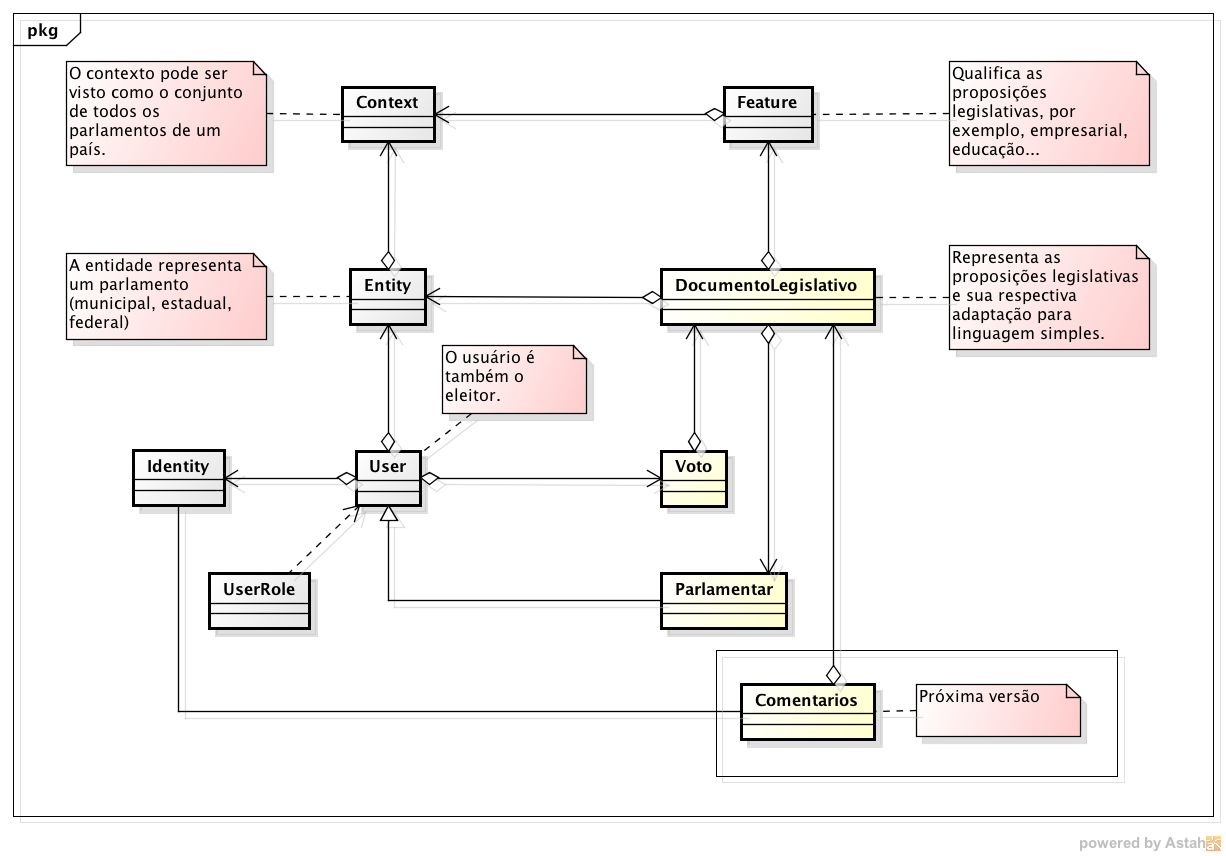 pkg
O contexto pode ser
visto como o conjunto
de todos os
parlamentos de um
país.
Context
Feature
Qualifica as
proposições
legislativas, por
exemplo, empresarial,
educação...
A entidade representa
um parlamento
(municipal, estadual,
federal)
Entity
DocumentoLegislativo
Representa as
proposições legislativas
e sua respectiva
adaptação para
linguagem simples.
O usuário é
também o
eleitor.
Identity
User
Voto
UserRole
Parlamentar
Comentarios
Próxima versão
powered by Astah